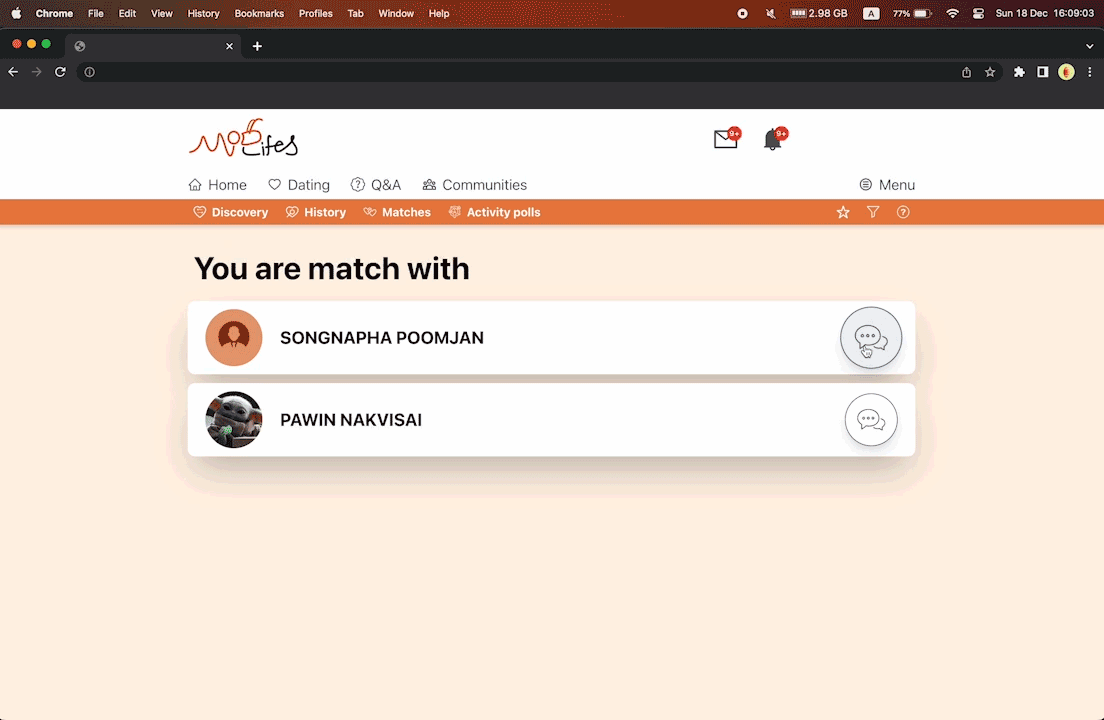 Chrome File Edit View History Bookmarks Profiles Tab Window Help 2.98 GB A 77% Sun 18 Dec 16:09:03
MOD Lifes 9+ 9+
Home Dating Q&A Communities Menu
Discovery History Matches Activity polls
You are match with
SONGNAPHA POOMJAN
PAWIN NAKVISAI